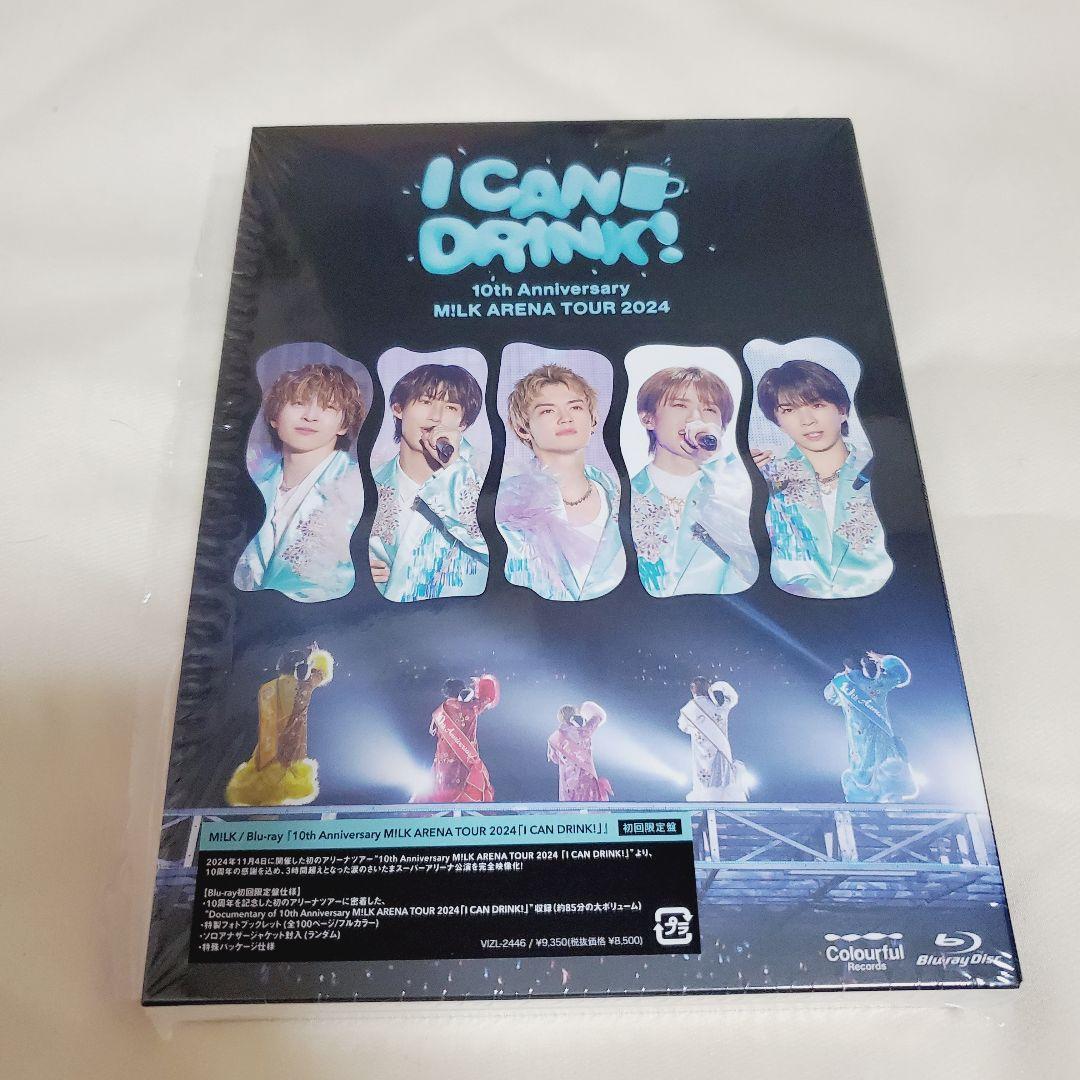 I CAN
DRINK!
10th Anniversary
M!LK ARENA TOUR 2024
M!LK / Blu-ray 『10th Anniversary M!LK ARENA TOUR 2024「I CAN DRINK!」』 初回限定盤
2024年11月4日に開催した初のアリーナツアー“10th Anniversary M!LK ARENA TOUR 2024 「I CAN DRINK!」”より、
10周年の感謝を込め、3時間超えとなった涙のさいたまスーパーアリーナ公演を完全映像化!
【Blu-ray初回限定盤仕様】
・10周年を記念した初のアリーナツアーに密着した、
“Documentary of 10th Anniversary M!LK ARENA TOUR 2024「I CAN DRINK!」”収録(約85分の大ボリューム)
・特製フォトブックレット(全100ページ/フルカラー)
・ソロアナザージャケット封入(ランダム)
・特殊パッケージ仕様
VIZL-2446 / ¥9,350(税抜価格 ¥8,500)
プラ
Colourful
Records
Blu-ray Disc